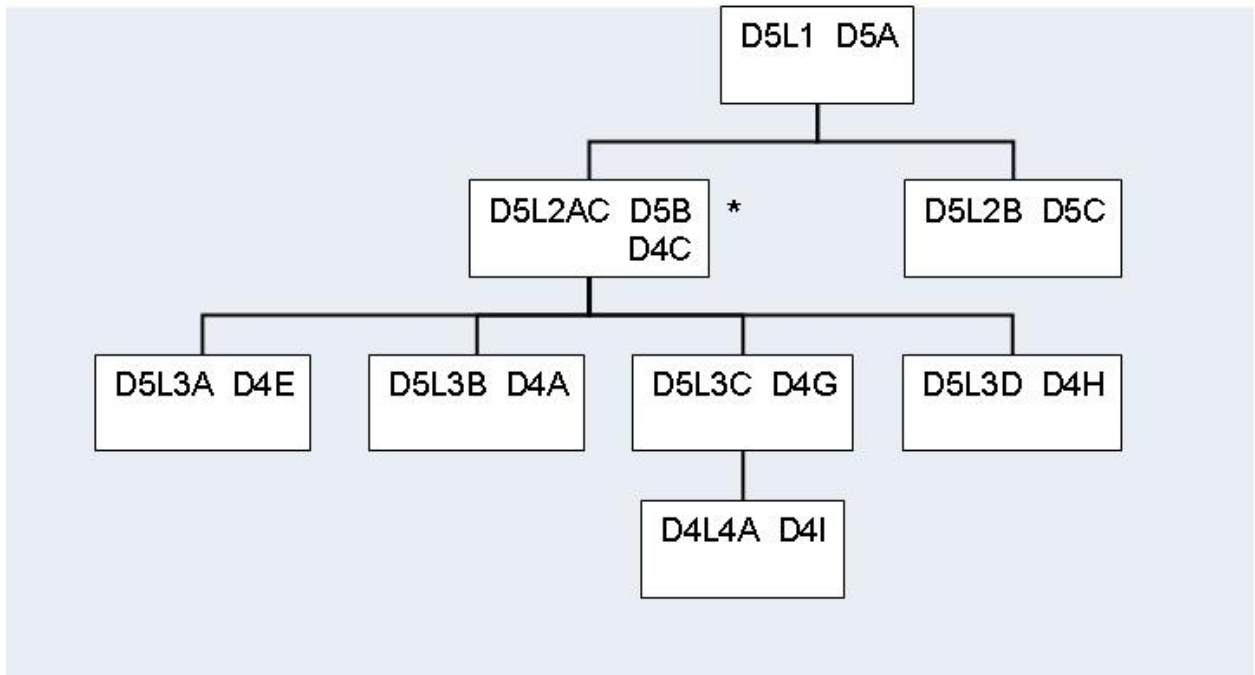 D5L1 D5A
D5L2AC D5B *
D4C
D5L2B D5C
D5L3A D4E
D5L3B D4A
D5L3C D4G
D5L3D D4H
D4L4A D4I